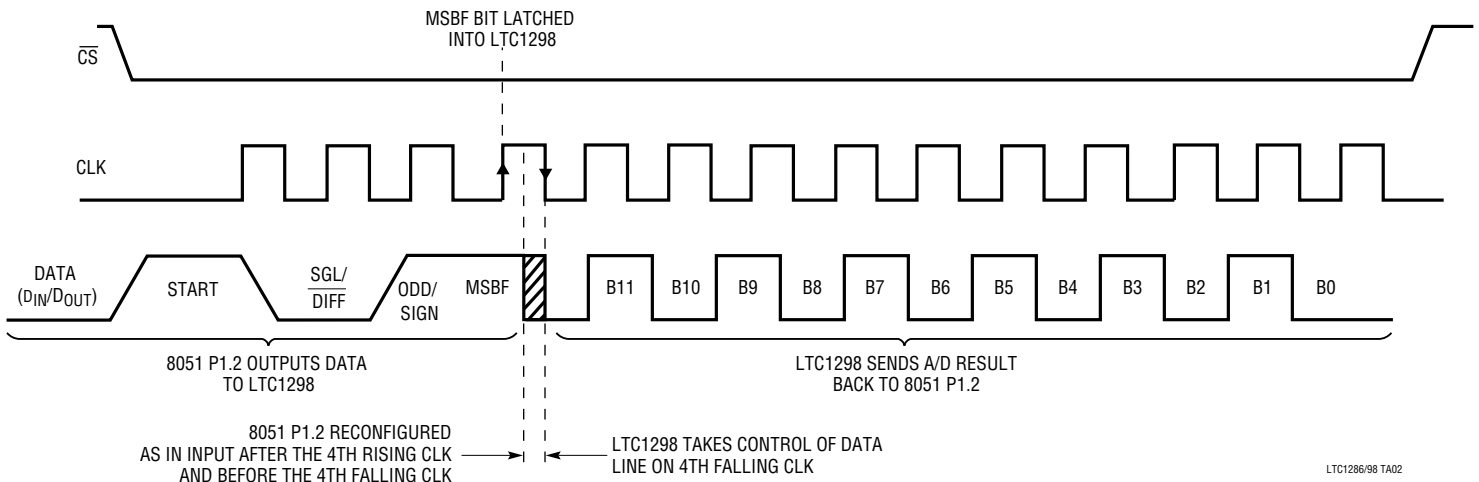 MSBF BIT LATCHED
INTO LTC1298
CS
CLK
DATA
(DIN/DOUT)
START
SGL/
DIFF
ODD/
SIGN
MSBF
B11
B10
B9
B8
B7
B6
B5
B4
B3
B2
B1
B0
8051 P1.2 OUTPUTS DATA
TO LTC1298
LTC1298 SENDS A/D RESULT
BACK TO 8051 P1.2
8051 P1.2 RECONFIGURED
AS IN INPUT AFTER THE 4TH RISING CLK
AND BEFORE THE 4TH FALLING CLK
LTC1298 TAKES CONTROL OF DATA
LINE ON 4TH FALLING CLK
LTC1286/98 TA02